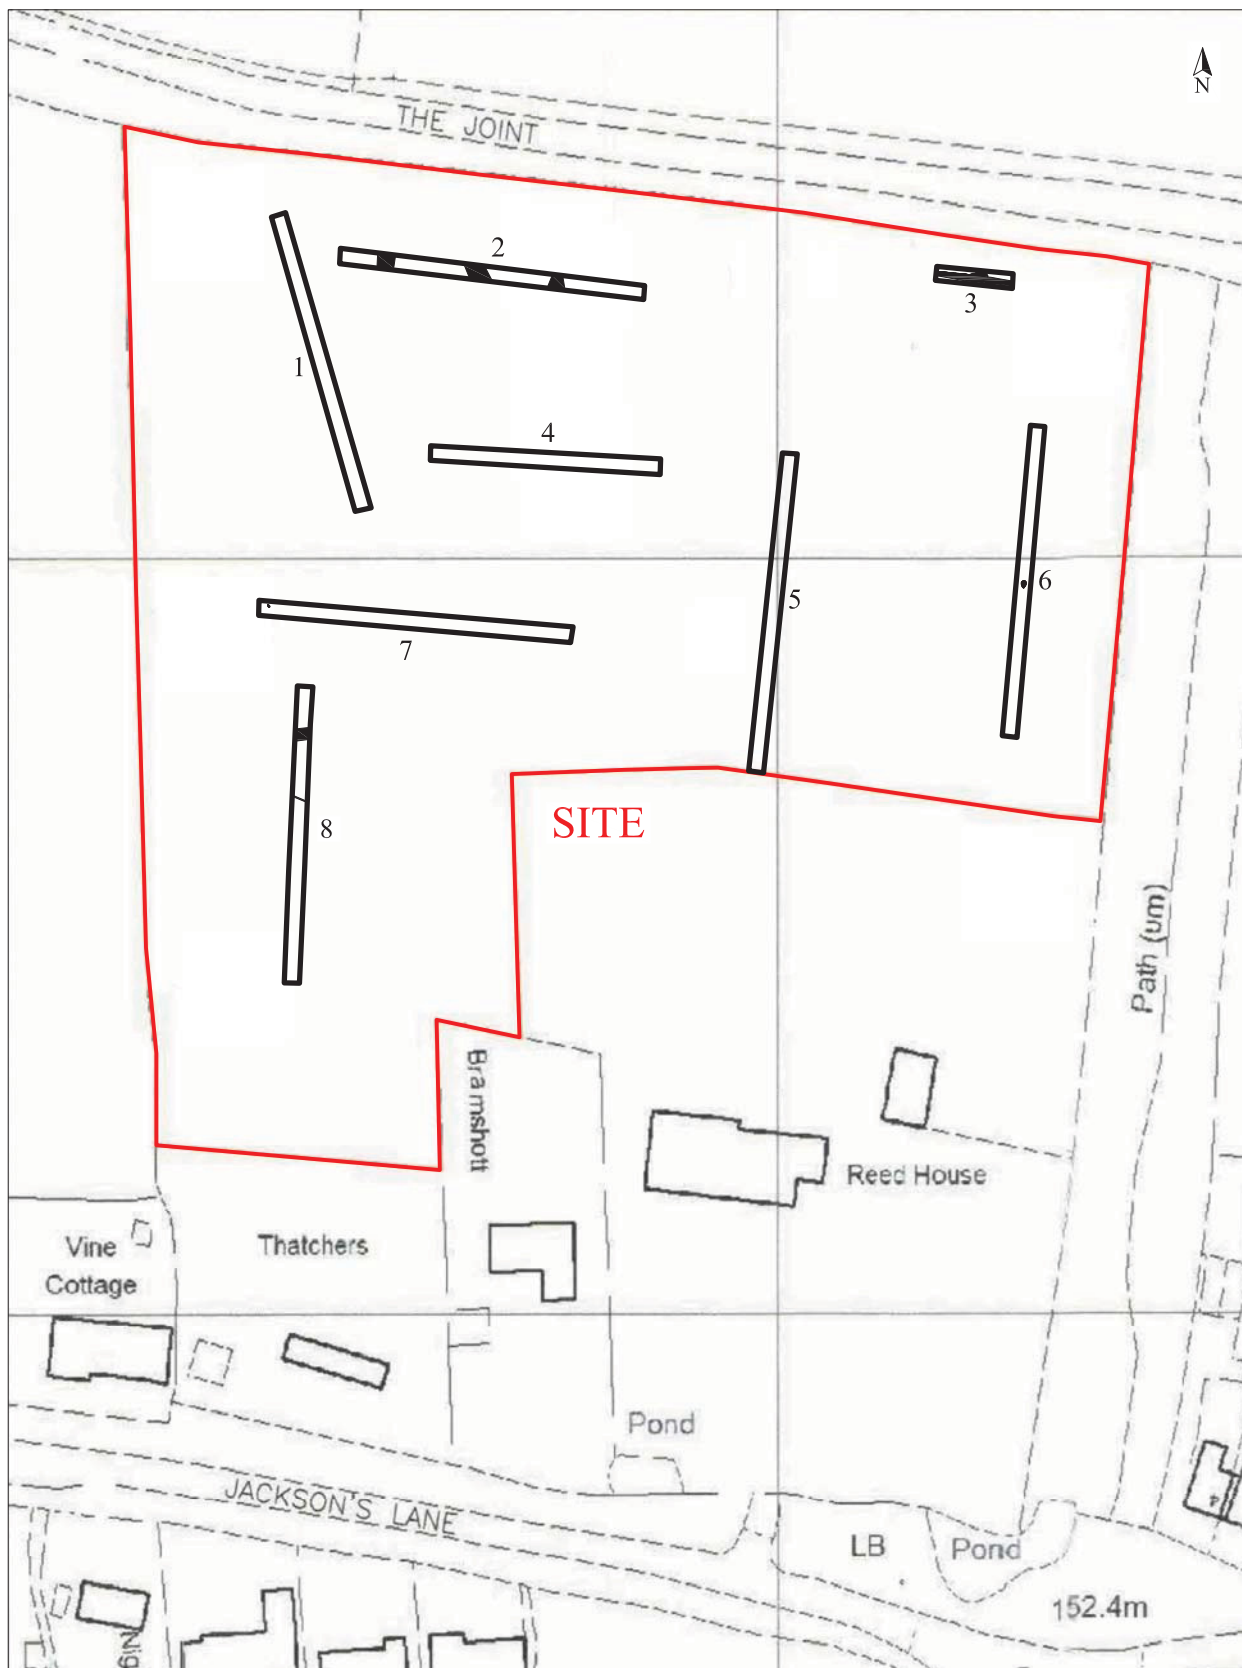 N
THE JOINT
2
3
1
4
6
5
7
SITE
8
Path (um)
Bramshott
Reed House
Vine
Cottage
Thatchers
Pond
JACKSON'S LANE
LB
Pond
152.4m
Nig